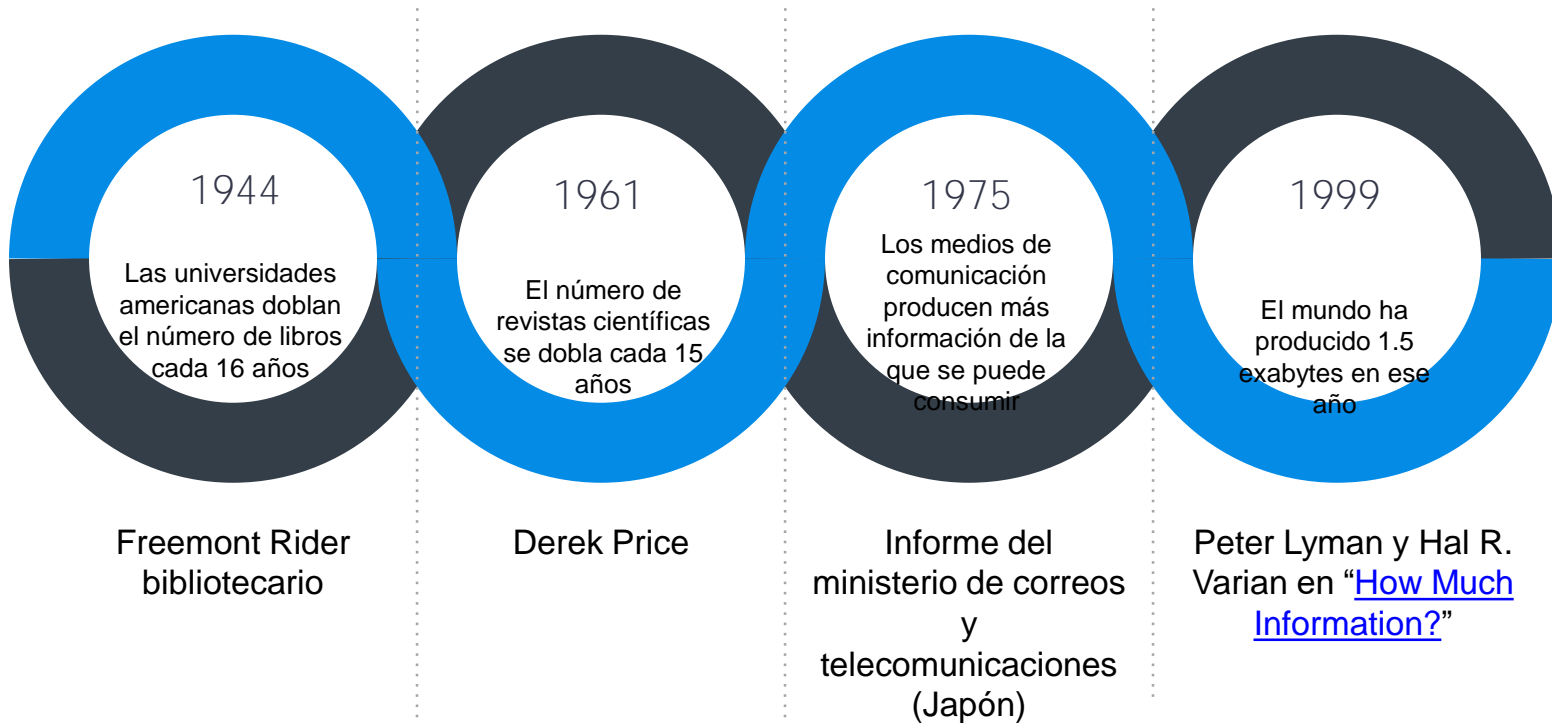 1944
Las universidades
americanas doblan
el número de libros
cada 16 años
Freemont Rider
bibliotecario
1961
El número de
revistas científicas
se dobla cada 15
años
Derek Price
1975
Los medios de
comunicación
producen más
información de la
que se puede
consumir
Informe del
ministerio de correos
y
telecomunicaciones
(Japón)
1999
El mundo ha
producido 1.5
exabytes en ese
año
Peter Lyman y Hal R.
Varian en “How Much
Information?”